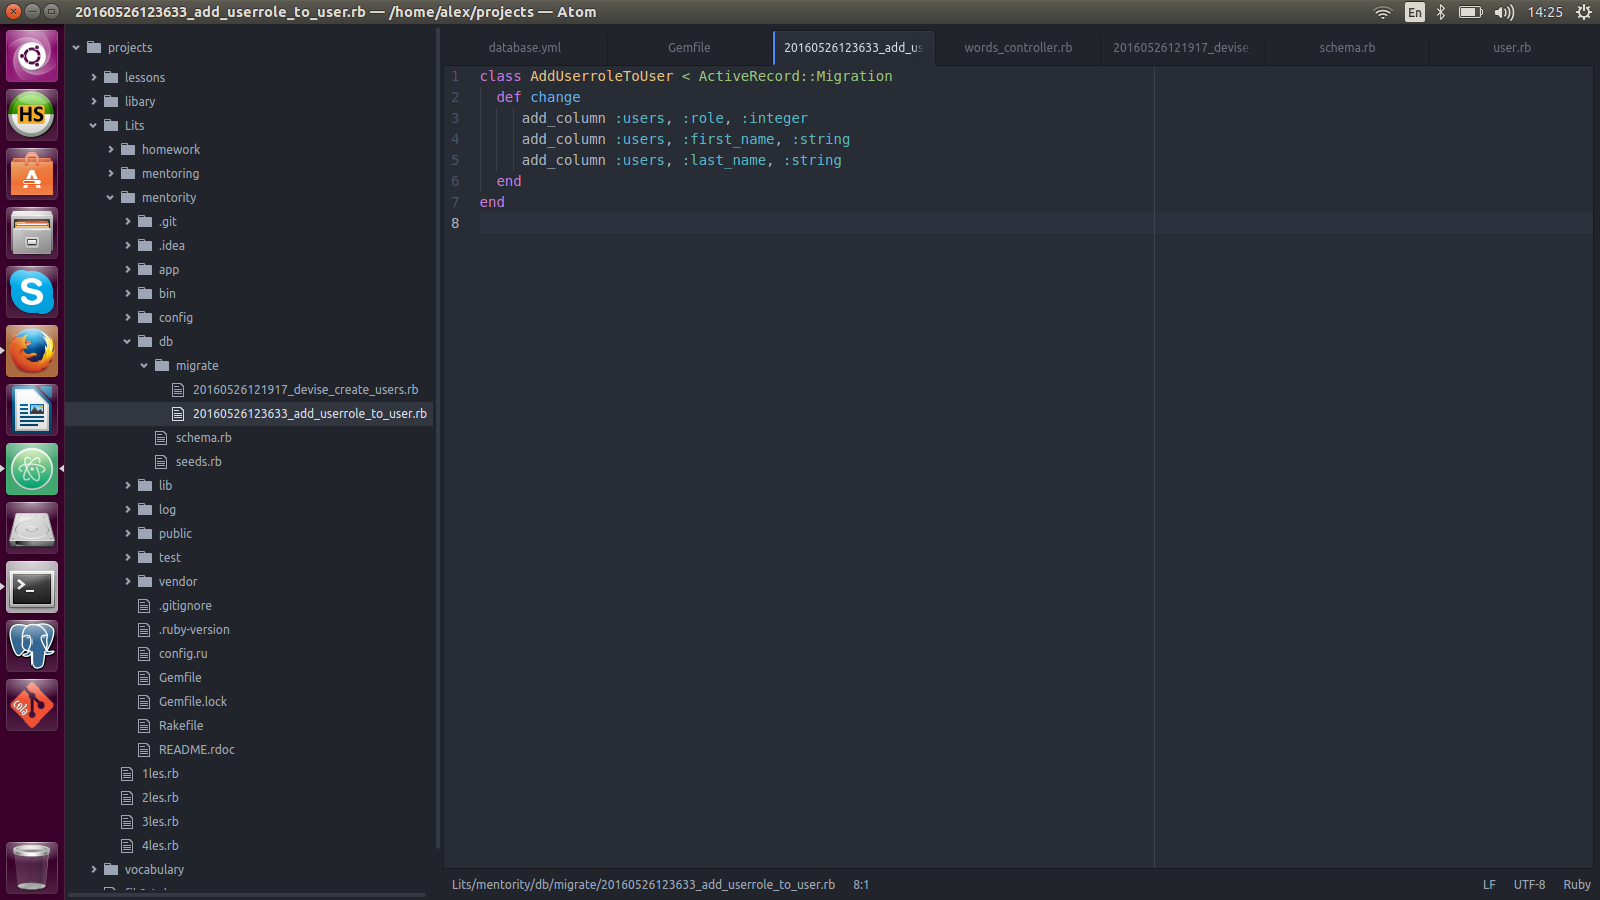 20160526123633_add_userrole_to_user.rb — /home/alex/projects — Atom
En
14:25
projects
lessons
libary
Lits
homework
mentoring
mentority
.git
.idea
app
bin
config
db
migrate
20160526121917_devise_create_users.rb
20160526123633_add_userrole_to_user.rb
schema.rb
seeds.rb
lib
log
public
test
vendor
.gitignore
.ruby-version
config.ru
Gemfile
Gemfile.lock
Rakefile
README.rdoc
1les.rb
2les.rb
3les.rb
4les.rb
vocabulary
HS
S
>_
cola
database.yml
Gemfile
20160526123633_add_us
words_controller.rb
20160526121917_devise_
schema.rb
user.rb
1 class AddUserroleToUser < ActiveRecord::Migration
2 def change
3 add_column :users, :role, :integer
4 add_column :users, :first_name, :string
5 add_column :users, :last_name, :string
6 end
7 end
8
Lits/mentority/db/migrate/20160526123633_add_userrole_to_user.rb 8:1
LF UTF-8 Ruby